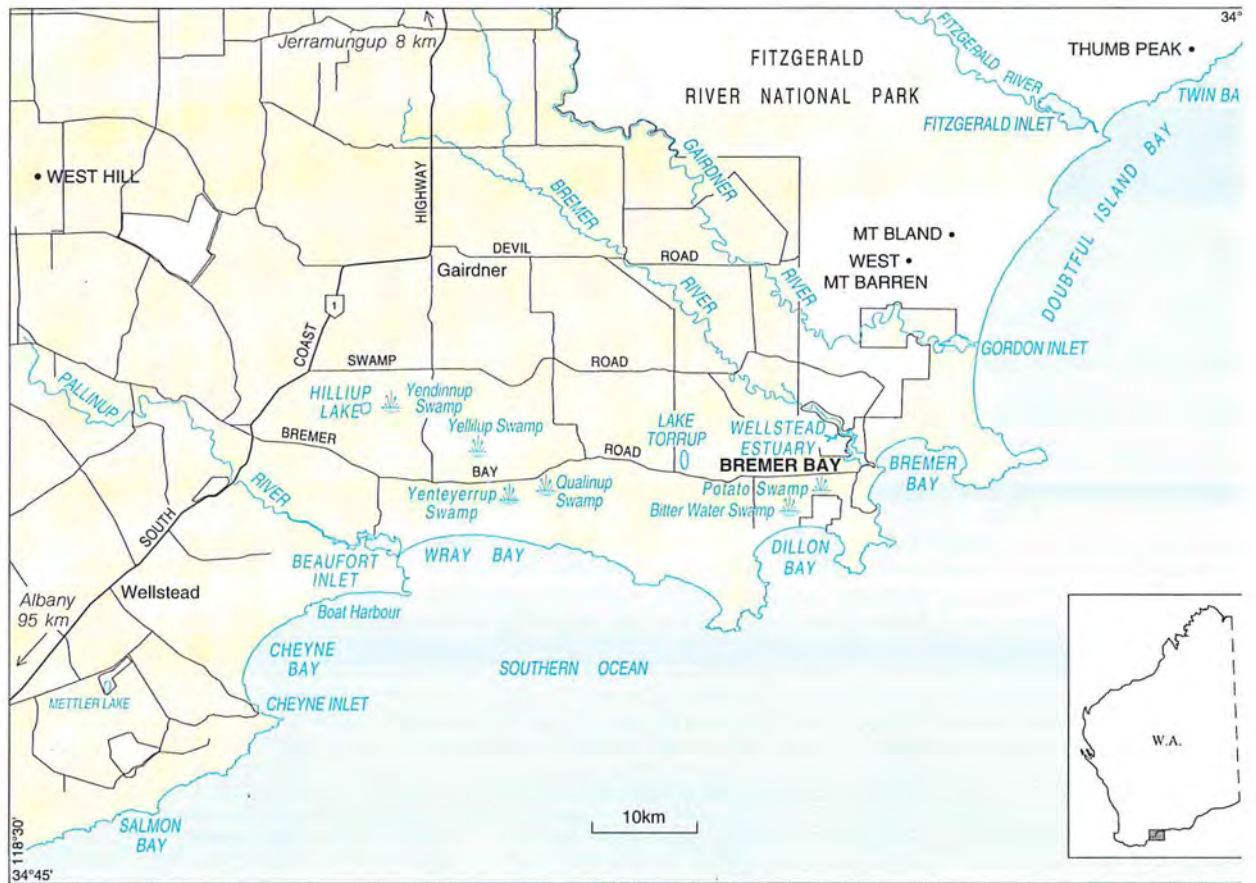 34°
Jerramungup 8 km
THUMB PEAK
FITZGERALD
RIVER NATIONAL PARK
FITZGERALD RIVER
TWIN BA
FITZGERALD INLET
WEST HILL
HIGHWAY
BREMER
GAIRDNER
DOUBTFUL ISLAND BAY
MT BLAND
WEST
MT BARREN
DEVIL
ROAD
Gairdner
RIVER
RIVER
1
COAST
GORDON INLET
SWAMP
ROAD
PALLINUP
HILLIUP
LAKE
Yendinnup
Swamp
Yellilup Swamp
LAKE
TORRUP
WELLSTEAD
ESTUARY
BREMER
ROAD
BAY
BREMER BAY
BREMER
BAY
RIVER
Yenteyerrup
Swamp
Qualinup
Swamp
Potato Swamp
Bitter Water Swamp
SOUTH
BEAUFORT
INLET
WRAY BAY
DILLON
BAY
Wellstead
Albany
95 km
Boat Harbour
CHEYNE
BAY
SOUTHERN OCEAN
METTLER LAKE
CHEYNE INLET
W.A.
10km
SALMON
BAY
118°30'
34°45'